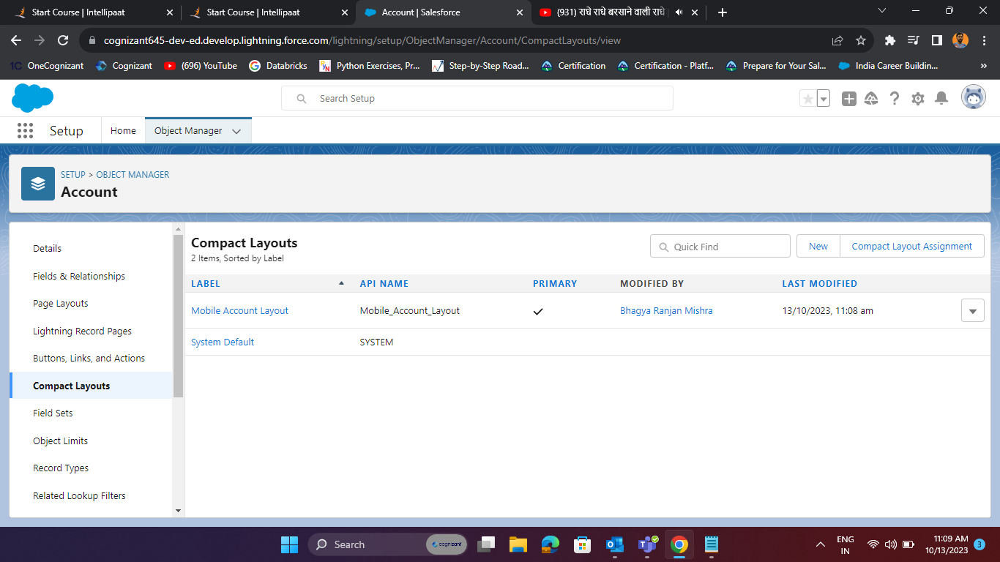 Start Course | Intellipaat
Start Course | Intellipaat
Account | Salesforce
(931) राधे राधे बरसाने वाली राधे
cognizant645-dev-ed.develop.lightning.force.com/lightning/setup/ObjectManager/Account/CompactLayouts/view
1C OneCognizant
Cognizant
(696) YouTube
Databricks
Python Exercises, Pr...
Step-by-Step Road...
Certification
Certification - Platf...
Prepare for Your Sal...
India Career Buildin...
»
Search Setup
Setup
Home
Object Manager
SETUP > OBJECT MANAGER
Account
Details
Fields & Relationships
Page Layouts
Lightning Record Pages
Buttons, Links, and Actions
Compact Layouts
Field Sets
Object Limits
Record Types
Related Lookup Filters
Compact Layouts
2 Items, Sorted by Label
Quick Find
New
Compact Layout Assignment
LABEL API NAME PRIMARY MODIFIED BY LAST MODIFIED
Mobile Account Layout Mobile_Account_Layout Bhagya Ranjan Mishra 13/10/2023, 11:08 am
System Default SYSTEM
Search
cognizant
ENG
IN
11:09 AM
10/13/2023
3